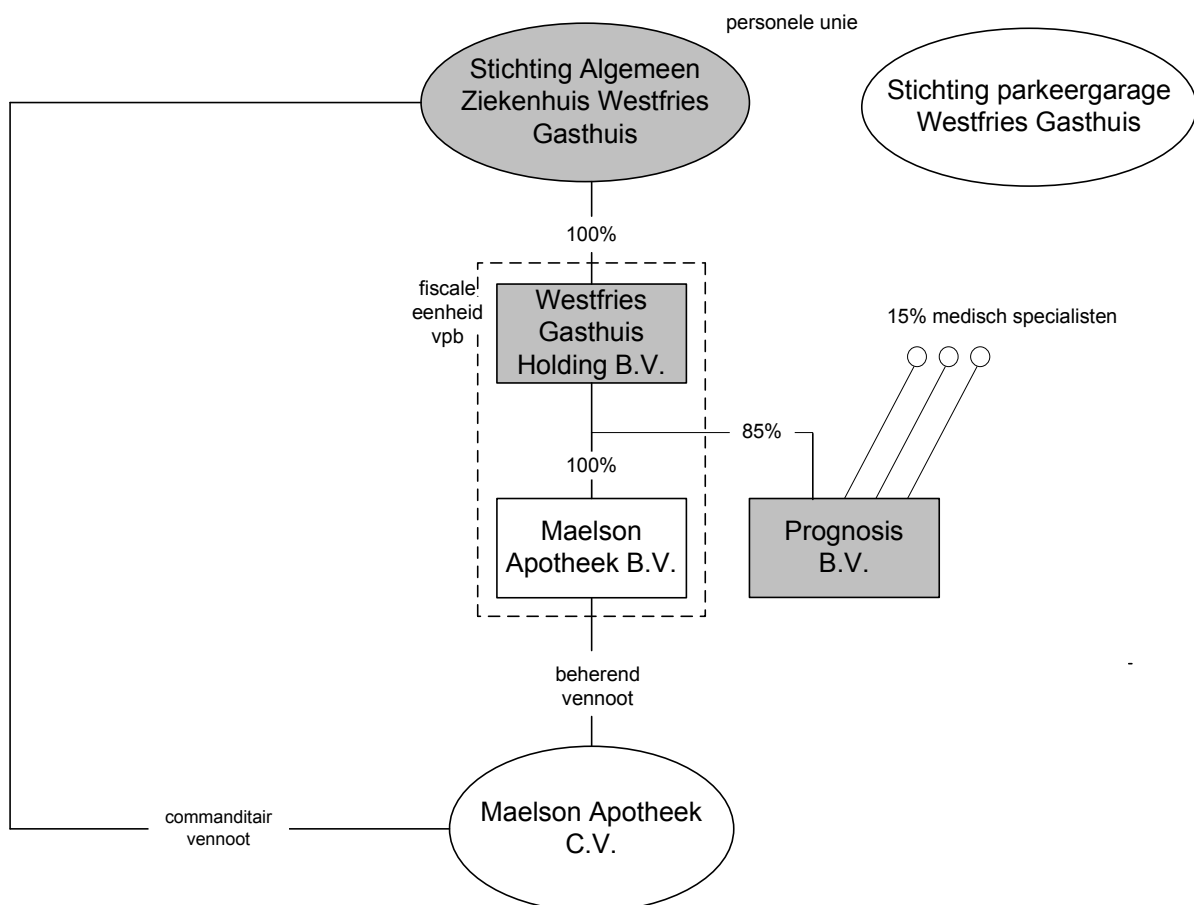 personele unie
Stichting Algemeen
Ziekenhuis Westfries
Gasthuis
Stichting parkeergarage
Westfries Gasthuis
100%
fiscale
eenheid
vpb
Westfries
Gasthuis
Holding B.V.
15% medisch specialisten
85%
100%
Maelson
Apotheek B.V.
Prognosis
B.V.
-
beherend
vennoot
commanditair
vennoot
Maelson Apotheek
C.V.